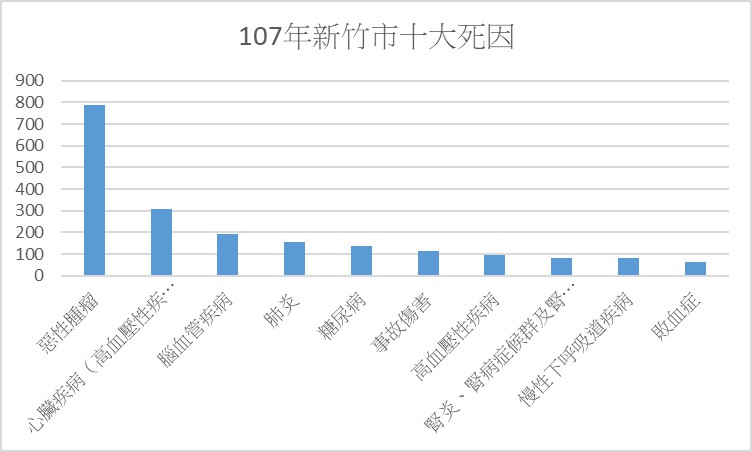 107年新竹市十大死因
900
800
700
600
500
400
300
200
100
0
惡性腫瘤
心臟疾病（高血壓性疾…
腦血管疾病
肺炎
糖尿病
事故傷害
高血壓性疾病
腎炎、腎病症候群及腎…
慢性下呼吸道疾病
敗血症